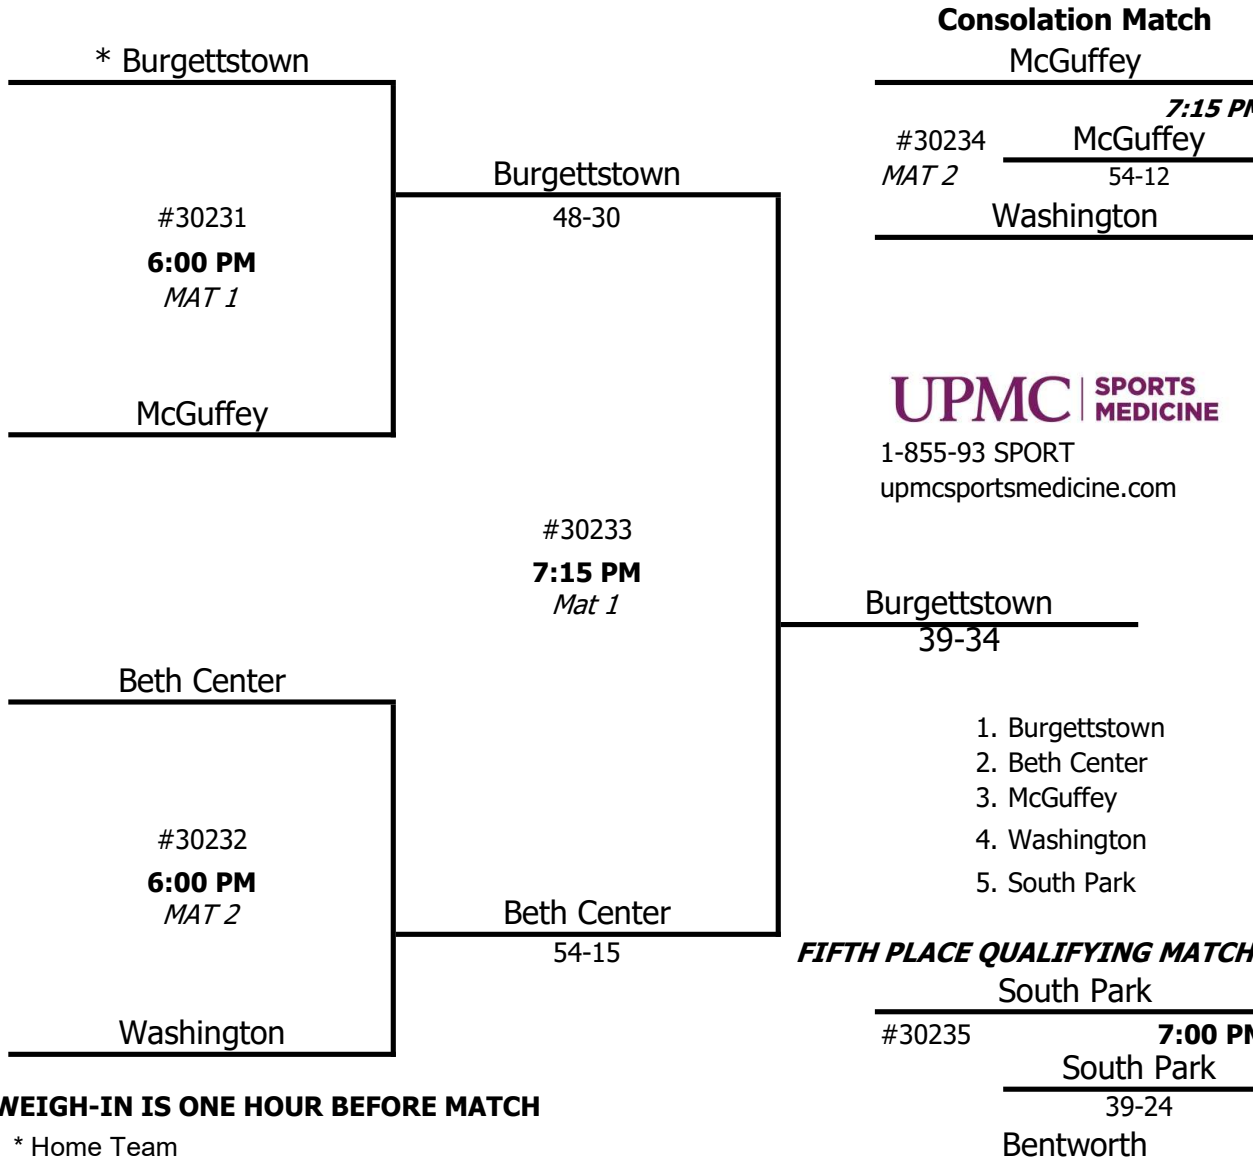 Consolation Match
* Burgettstown
McGuffey
7:15 PM
#30234
McGuffey
MAT 2
54-12
Washington
Burgettstown
48-30
#30231
6:00 PM
MAT 1
McGuffey
UPMC SPORTS MEDICINE
1-855-93 SPORT
upmcsportsmedicine.com
#30233
7:15 PM
Mat 1
Burgettstown
39-34
Beth Center
#30232
6:00 PM
MAT 2
Washington
Beth Center
54-15
1. Burgettstown
2. Beth Center
3. McGuffey
4. Washington
5. South Park
FIFTH PLACE QUALIFYING MATCH
South Park
#30235
7:00 PM
South Park
39-24
Bentworth
WEIGH-IN IS ONE HOUR BEFORE MATCH
* Home Team